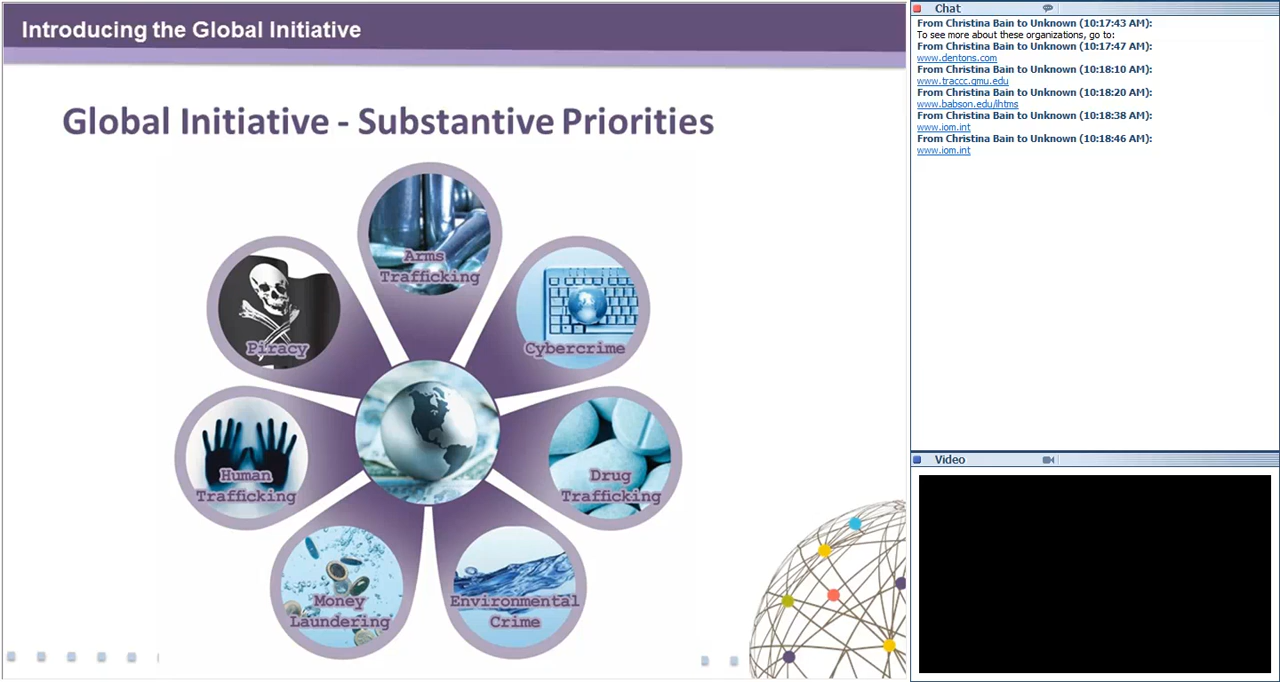 Introducing the Global Initiative
Global Initiative - Substantive Priorities
Arms
Trafficking
Cybercrime
Drug
Trafficking
Environmental
Crime
Money
Laundering
Human
Trafficking
Piracy
Chat
From Christina Bain to Unknown (10:17:43 AM):
To see more about these organizations, go to:
From Christina Bain to Unknown (10:17:47 AM):
www.dentons.com
From Christina Bain to Unknown (10:18:10 AM):
www.traccc.gmu.edu
From Christina Bain to Unknown (10:18:20 AM):
www.babson.edu/ihtms
From Christina Bain to Unknown (10:18:38 AM):
www.iom.int
From Christina Bain to Unknown (10:18:46 AM):
www.iom.int
Video